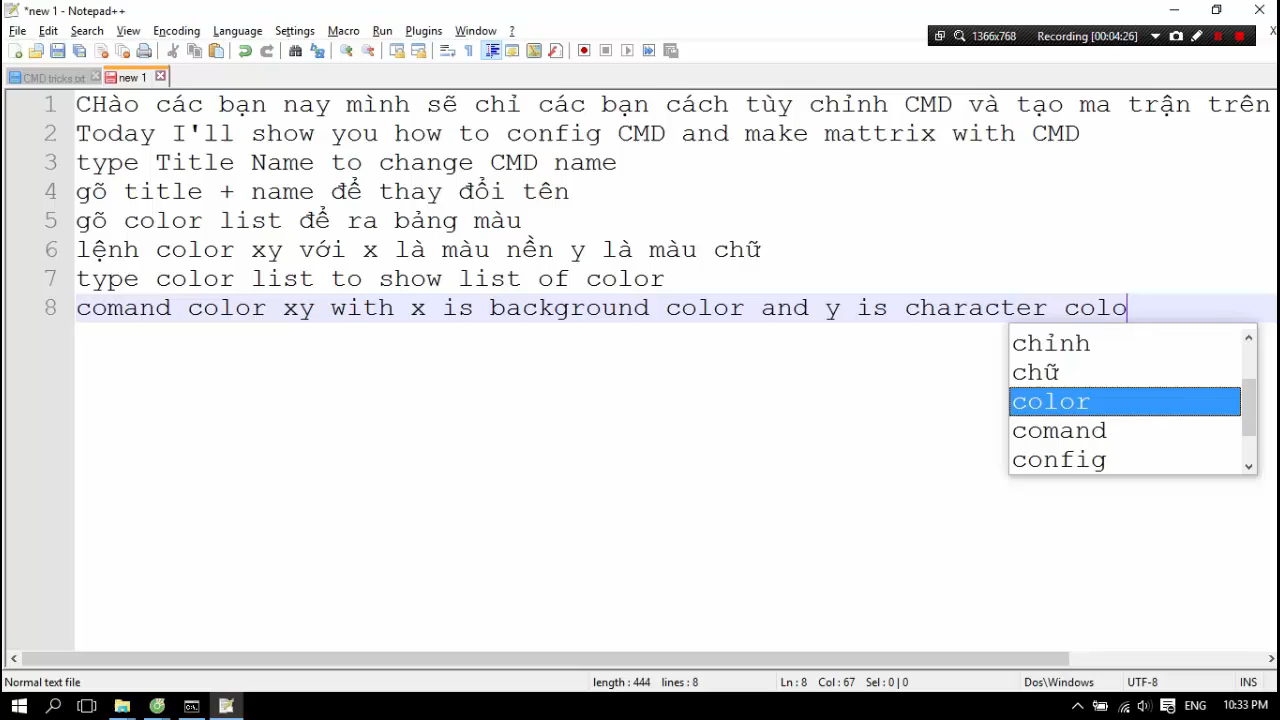 *new 1 - Notepad++
File Edit Search View Encoding Language Settings Macro Run Plugins Window ?
1366x768 Recording [00:04:26]
CMD tricks.txt new 1
1 CHào các bạn nay mình sẽ chỉ các bạn cách tùy chỉnh CMD và tạo ma trận trên
2 Today I'll show you how to config CMD and make mattrix with CMD
3 type Title Name to change CMD name
4 gõ title + name để thay đổi tên
5 gõ color list để ra bảng màu
6 lệnh color xy với x là màu nền y là màu chữ
7 type color list to show list of color
8 comand color xy with x is background color and y is character colo
chỉnh
chữ
color
comand
config
Normal text file length : 444 lines : 8 Ln : 8 Col : 67 Sel : 0 | 0 Dos\Windows UTF-8 INS
ENG 10:33 PM